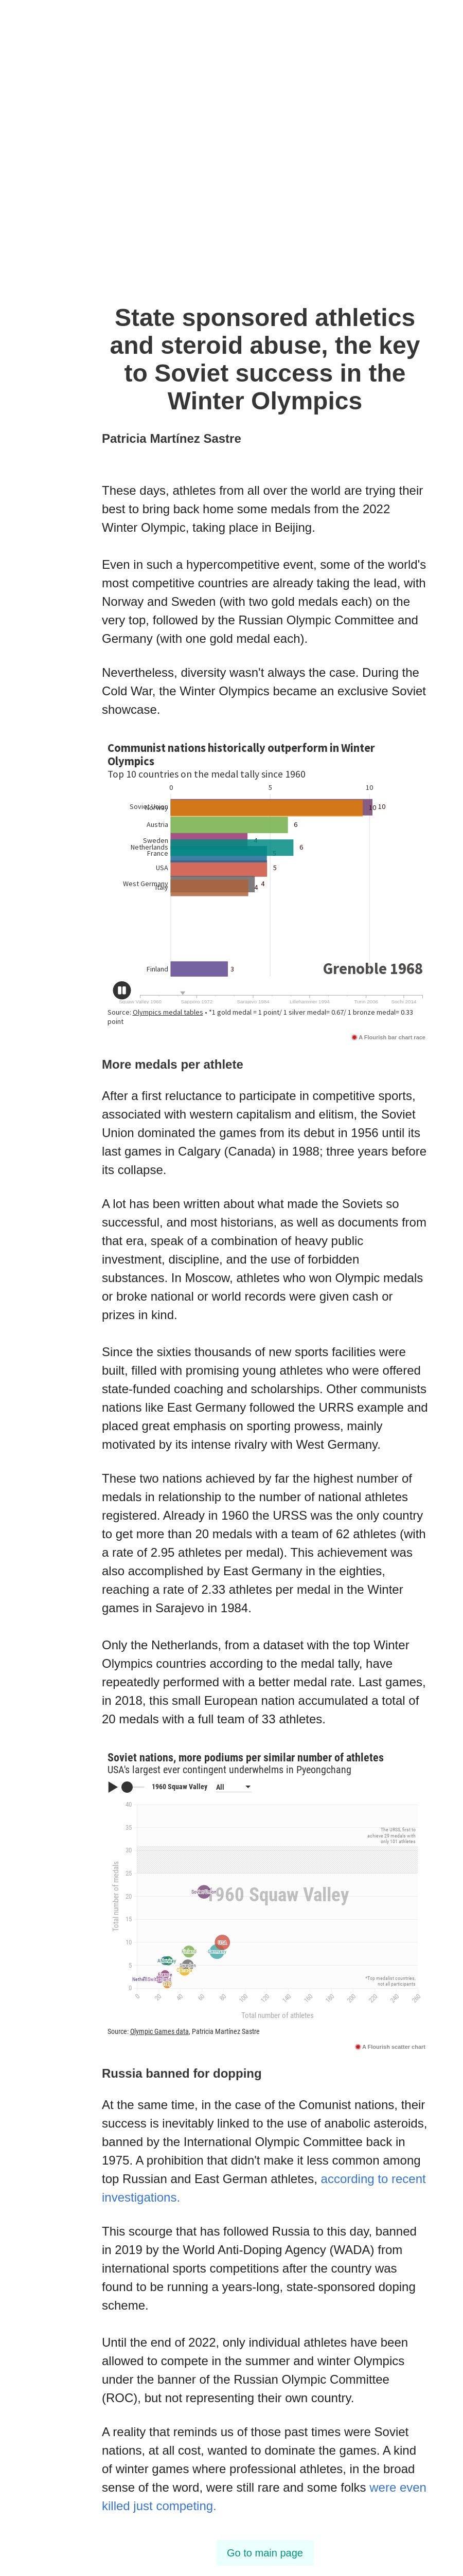 State sponsored athletics
and steroid abuse, the key
to Soviet success in the
Winter Olympics
Patricia Martínez Sastre
These days, athletes from all over the world are trying their
best to bring back home some medals from the 2022
Winter Olympic, taking place in Beijing.
Even in such a hypercompetitive event, some of the world's
most competitive countries are already taking the lead, with
Norway and Sweden (with two gold medals each) on the
very top, followed by the Russian Olympic Committee and
Germany (with one gold medal each).
Nevertheless, diversity wasn't always the case. During the
Cold War, the Winter Olympics became an exclusive Soviet
showcase.
Communist nations historically outperform in Winter
Olympics
Top 10 countries on the medal tally since 1960
0 5 10
Soviet Union
Norway
10 10
Austria 6
Sweden 4
Netherlands 6
France
USA 5
West Germany 4
Italy 4
Finland 3
Grenoble 1968
Squaw Valley 1960 Sapporo 1972 Sarajevo 1984 Lillehammer 1994 Turin 2006 Sochi 2014
Source: Olympics medal tables • *1 gold medal = 1 point/ 1 silver medal= 0.67/ 1 bronze medal= 0.33
point
A Flourish bar chart race
More medals per athlete
After a first reluctance to participate in competitive sports,
associated with western capitalism and elitism, the Soviet
Union dominated the games from its debut in 1956 until its
last games in Calgary (Canada) in 1988; three years before
its collapse.
A lot has been written about what made the Soviets so
successful, and most historians, as well as documents from
that era, speak of a combination of heavy public
investment, discipline, and the use of forbidden
substances. In Moscow, athletes who won Olympic medals
or broke national or world records were given cash or
prizes in kind.
Since the sixties thousands of new sports facilities were
built, filled with promising young athletes who were offered
state-funded coaching and scholarships. Other communists
nations like East Germany followed the URRS example and
placed great emphasis on sporting prowess, mainly
motivated by its intense rivalry with West Germany.
These two nations achieved by far the highest number of
medals in relationship to the number of national athletes
registered. Already in 1960 the URSS was the only country
to get more than 20 medals with a team of 62 athletes (with
a rate of 2.95 athletes per medal). This achievement was
also accomplished by East Germany in the eighties,
reaching a rate of 2.33 athletes per medal in the Winter
games in Sarajevo in 1984.
Only the Netherlands, from a dataset with the top Winter
Olympics countries according to the medal tally, have
repeatedly performed with a better medal rate. Last games,
in 2018, this small European nation accumulated a total of
20 medals with a full team of 33 athletes.
Soviet nations, more podiums per similar number of athletes
USA's largest ever contingent underwhelms in Pyeongchang
1960 Squaw Valley All
Total number of medals
40
35
The URSS, first to
achieve 29 medals with
only 101 athletes
30
25
20
1960 Squaw Valley
15
10
5
*Top medalist countries,
not all participants
0
0 20 40 60 80 100 120 140 160 180 200 220 240 260
Total number of athletes
Source: Olympic Games data, Patricia Martínez Sastre
A Flourish scatter chart
Russia banned for dopping
At the same time, in the case of the Comunist nations, their
success is inevitably linked to the use of anabolic asteroids,
banned by the International Olympic Committee back in
1975. A prohibition that didn't make it less common among
top Russian and East German athletes, according to recent
investigations.
This scourge that has followed Russia to this day, banned
in 2019 by the World Anti-Doping Agency (WADA) from
international sports competitions after the country was
found to be running a years-long, state-sponsored doping
scheme.
Until the end of 2022, only individual athletes have been
allowed to compete in the summer and winter Olympics
under the banner of the Russian Olympic Committee
(ROC), but not representing their own country.
A reality that reminds us of those past times were Soviet
nations, at all cost, wanted to dominate the games. A kind
of winter games where professional athletes, in the broad
sense of the word, were still rare and some folks were even
killed just competing.
Go to main page